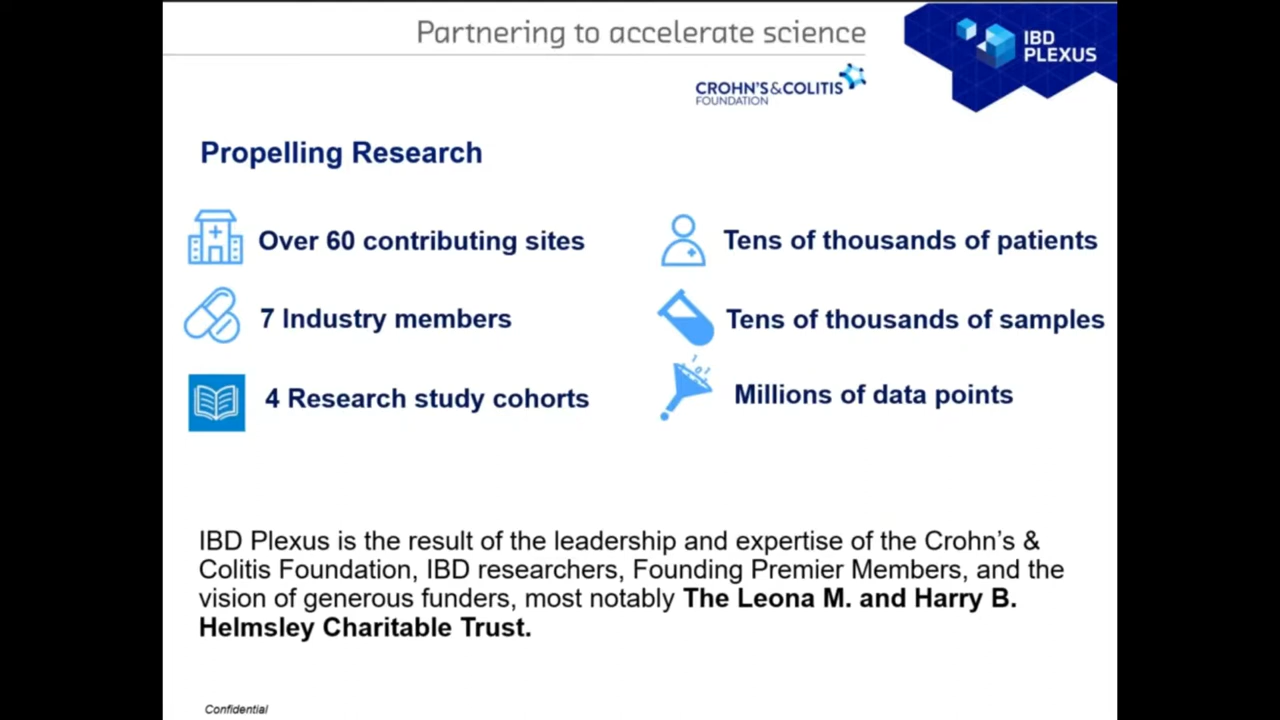 Partnering to accelerate science
IBD
PLEXUS
CROHN'S&COLITIS
FOUNDATION
Propelling Research
Over 60 contributing sites
Tens of thousands of patients
7 Industry members
Tens of thousands of samples
4 Research study cohorts
Millions of data points
IBD Plexus is the result of the leadership and expertise of the Crohn’s &
Colitis Foundation, IBD researchers, Founding Premier Members, and the
vision of generous funders, most notably The Leona M. and Harry B.
Helmsley Charitable Trust.
Confidential